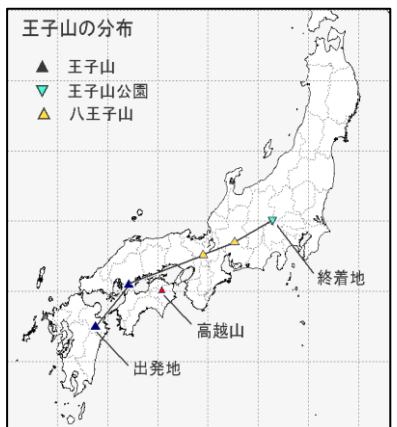 王子山の分布
王子山
王子山公園
八王子山
終着地
高越山
出発地